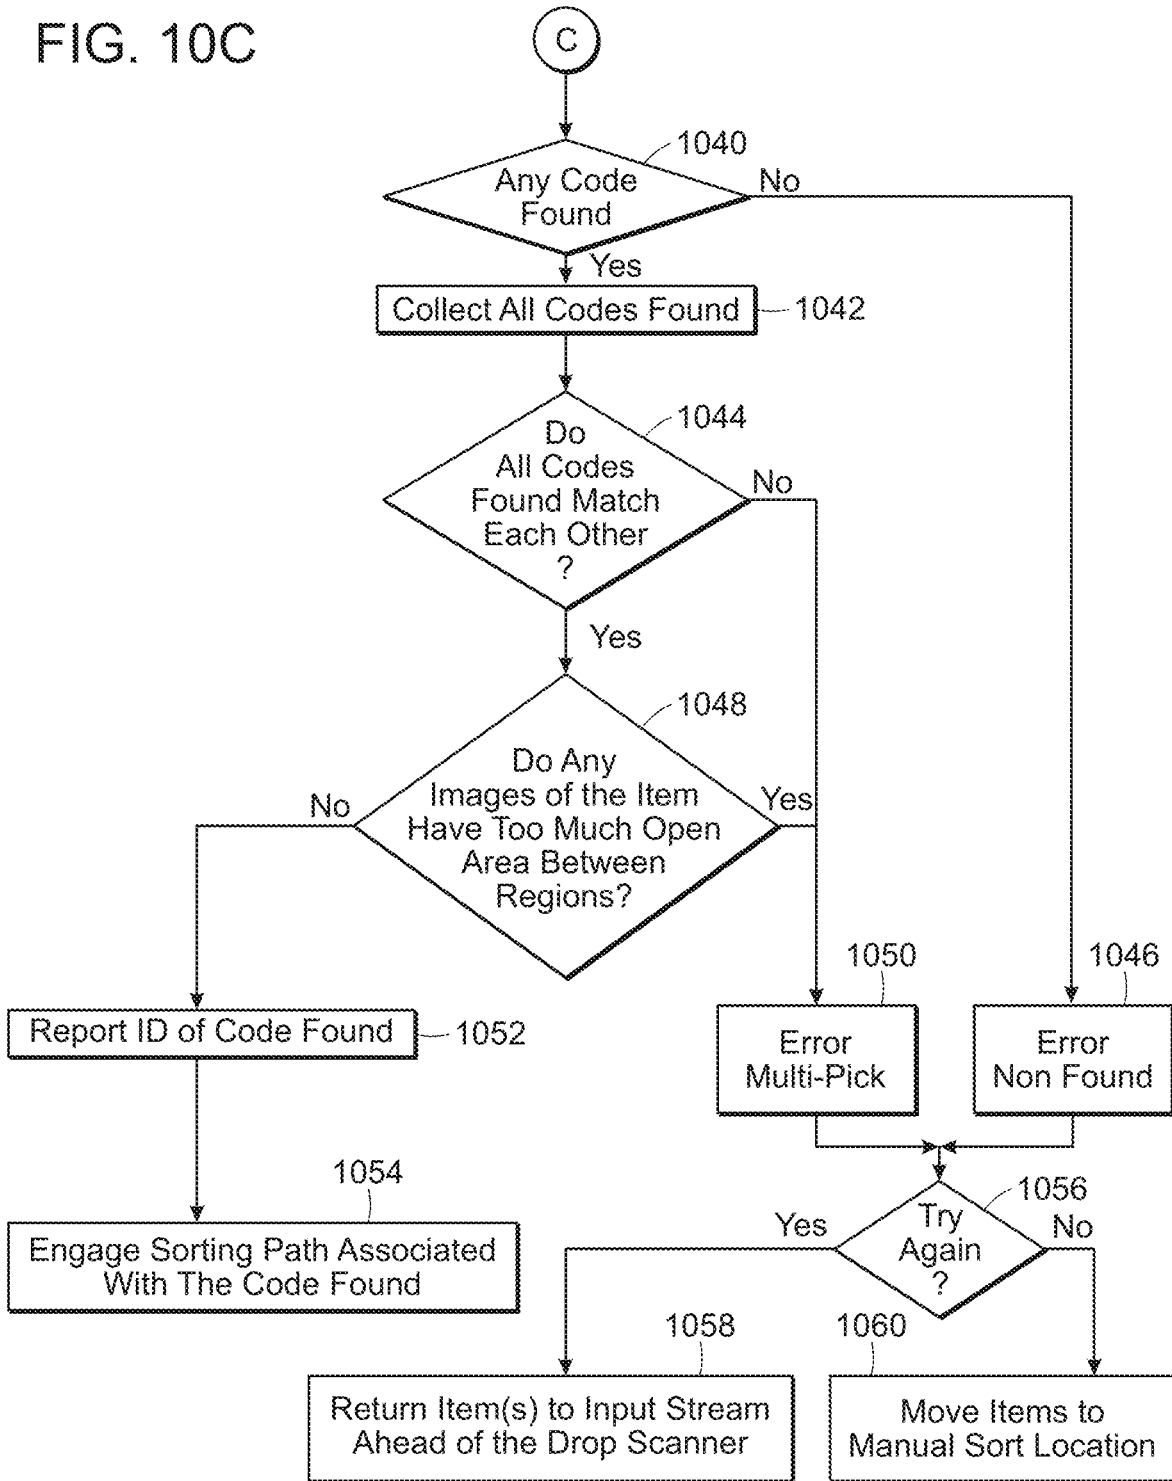 FIG. 10C
C
1040
Any Code
Found
No
Yes
Collect All Codes Found
1042
1044
Do
All Codes
Found Match
Each Other
?
No
Yes
1048
Do Any
Images of the Item
Have Too Much Open
Area Between
Regions?
No
Yes
1050
1046
Report ID of Code Found
1052
Error
Multi-Pick
Error
Non Found
1054
Engage Sorting Path Associated
With The Code Found
1056
Try
Again
?
Yes
No
1058
Return Item(s) to Input Stream
Ahead of the Drop Scanner
1060
Move Items to
Manual Sort Location